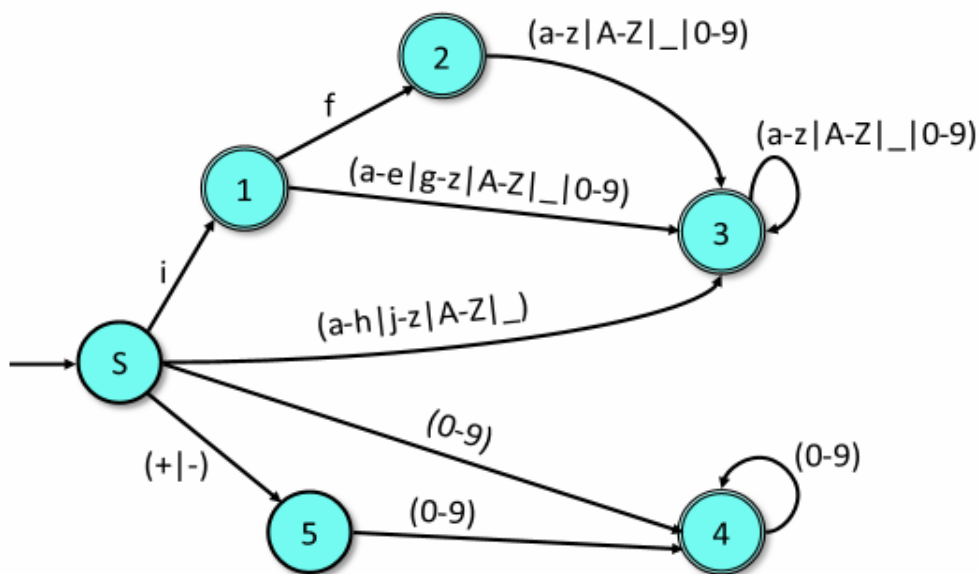 (a-z|A-Z|_|0-9)
2
f
(a-z|A-Z|_|0-9)
1
(a-e|g-z|A-Z|_|0-9)
3
i
(a-h|j-z|A-Z|_)
S
(0-9)
(+|-)
(0-9)
(0-9)
5
4